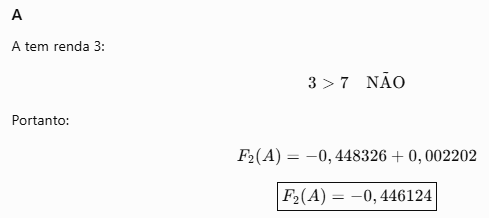 A
A tem renda 3:
3 > 7 NÃO
Portanto:
F₂(A) = −0,448326 + 0,002202
F₂(A) = −0,446124